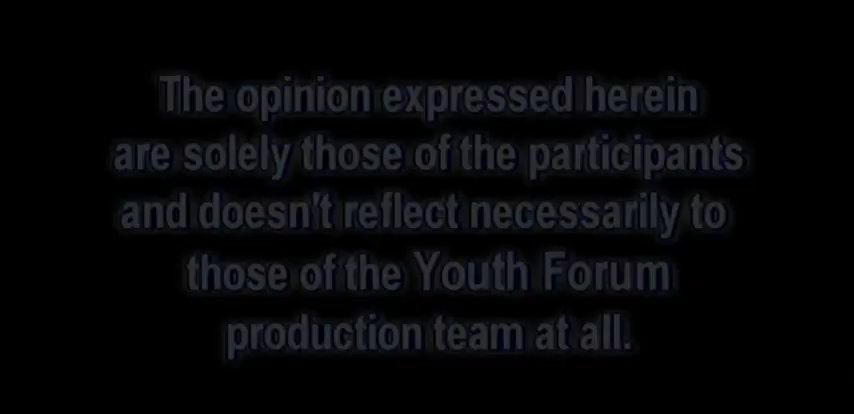 The opinion expressed herein
are solely those of the participants
and doesn't reflect necessarily to
those of the Youth Forum
production team at all.